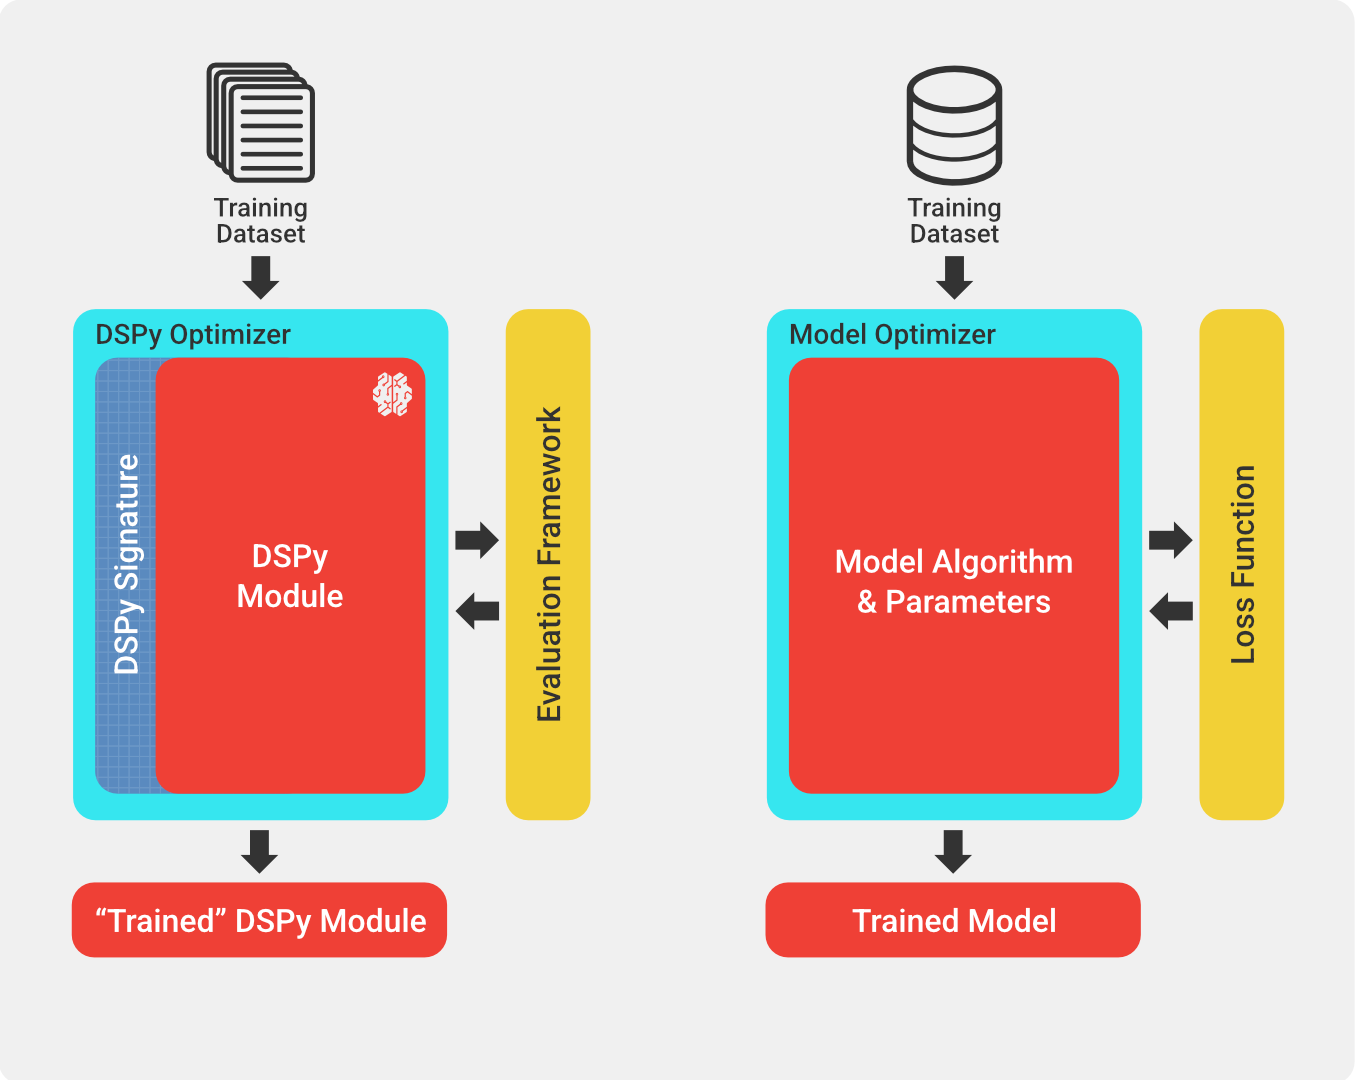 Training
Dataset
DSPy Optimizer
DSPy Signature
DSPy
Module
Evaluation Framework
“Trained” DSPy Module
Training
Dataset
Model Optimizer
Model Algorithm
& Parameters
Loss Function
Trained Model